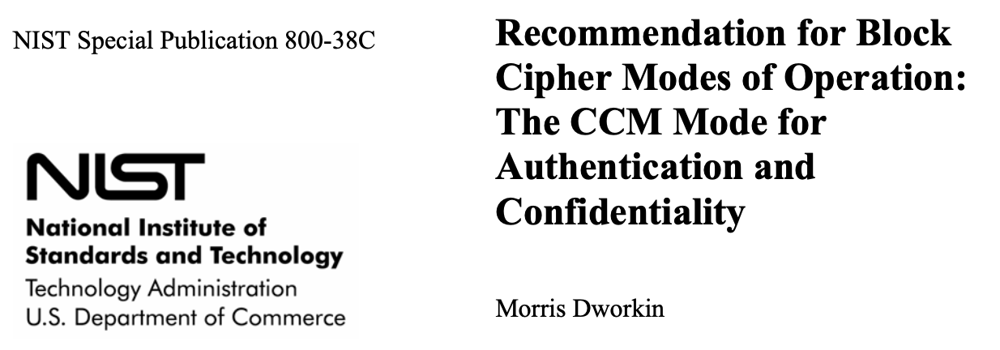 NIST Special Publication 800-38C
NIST
National Institute of
Standards and Technology
Technology Administration
U.S. Department of Commerce
Recommendation for Block
Cipher Modes of Operation:
The CCM Mode for
Authentication and
Confidentiality
Morris Dworkin